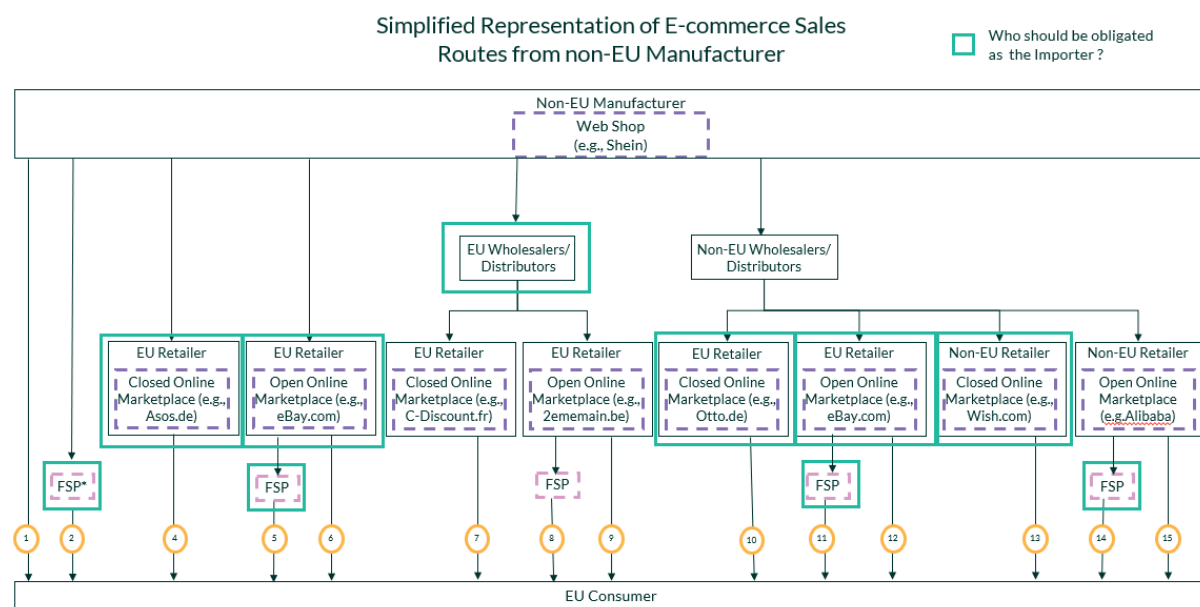 Simplified Representation of E-commerce Sales
Routes from non-EU Manufacturer
Who should be obligated
as the Importer ?
Non-EU Manufacturer
Web Shop
(e.g., Shein)
EU Wholesalers/
Distributors
Non-EU Wholesalers/
Distributors
EU Retailer
Closed Online
Marketplace (e.g.,
Asos.de)
EU Retailer
Open Online
Marketplace (e.g.,
eBay.com)
EU Retailer
Closed Online
Marketplace (e.g.,
C-Discount.fr)
EU Retailer
Open Online
Marketplace (e.g.,
2ememain.be)
EU Retailer
Closed Online
Marketplace (e.g.,
Otto.de)
EU Retailer
Open Online
Marketplace (e.g.,
eBay.com)
Non-EU Retailer
Closed Online
Marketplace (e.g.,
Wish.com)
Non-EU Retailer
Open Online
Marketplace
(e.g.Alibaba)
FSP*
FSP
FSP
FSP
FSP
1
2
4
5
6
7
8
9
10
11
12
13
14
15
EU Consumer